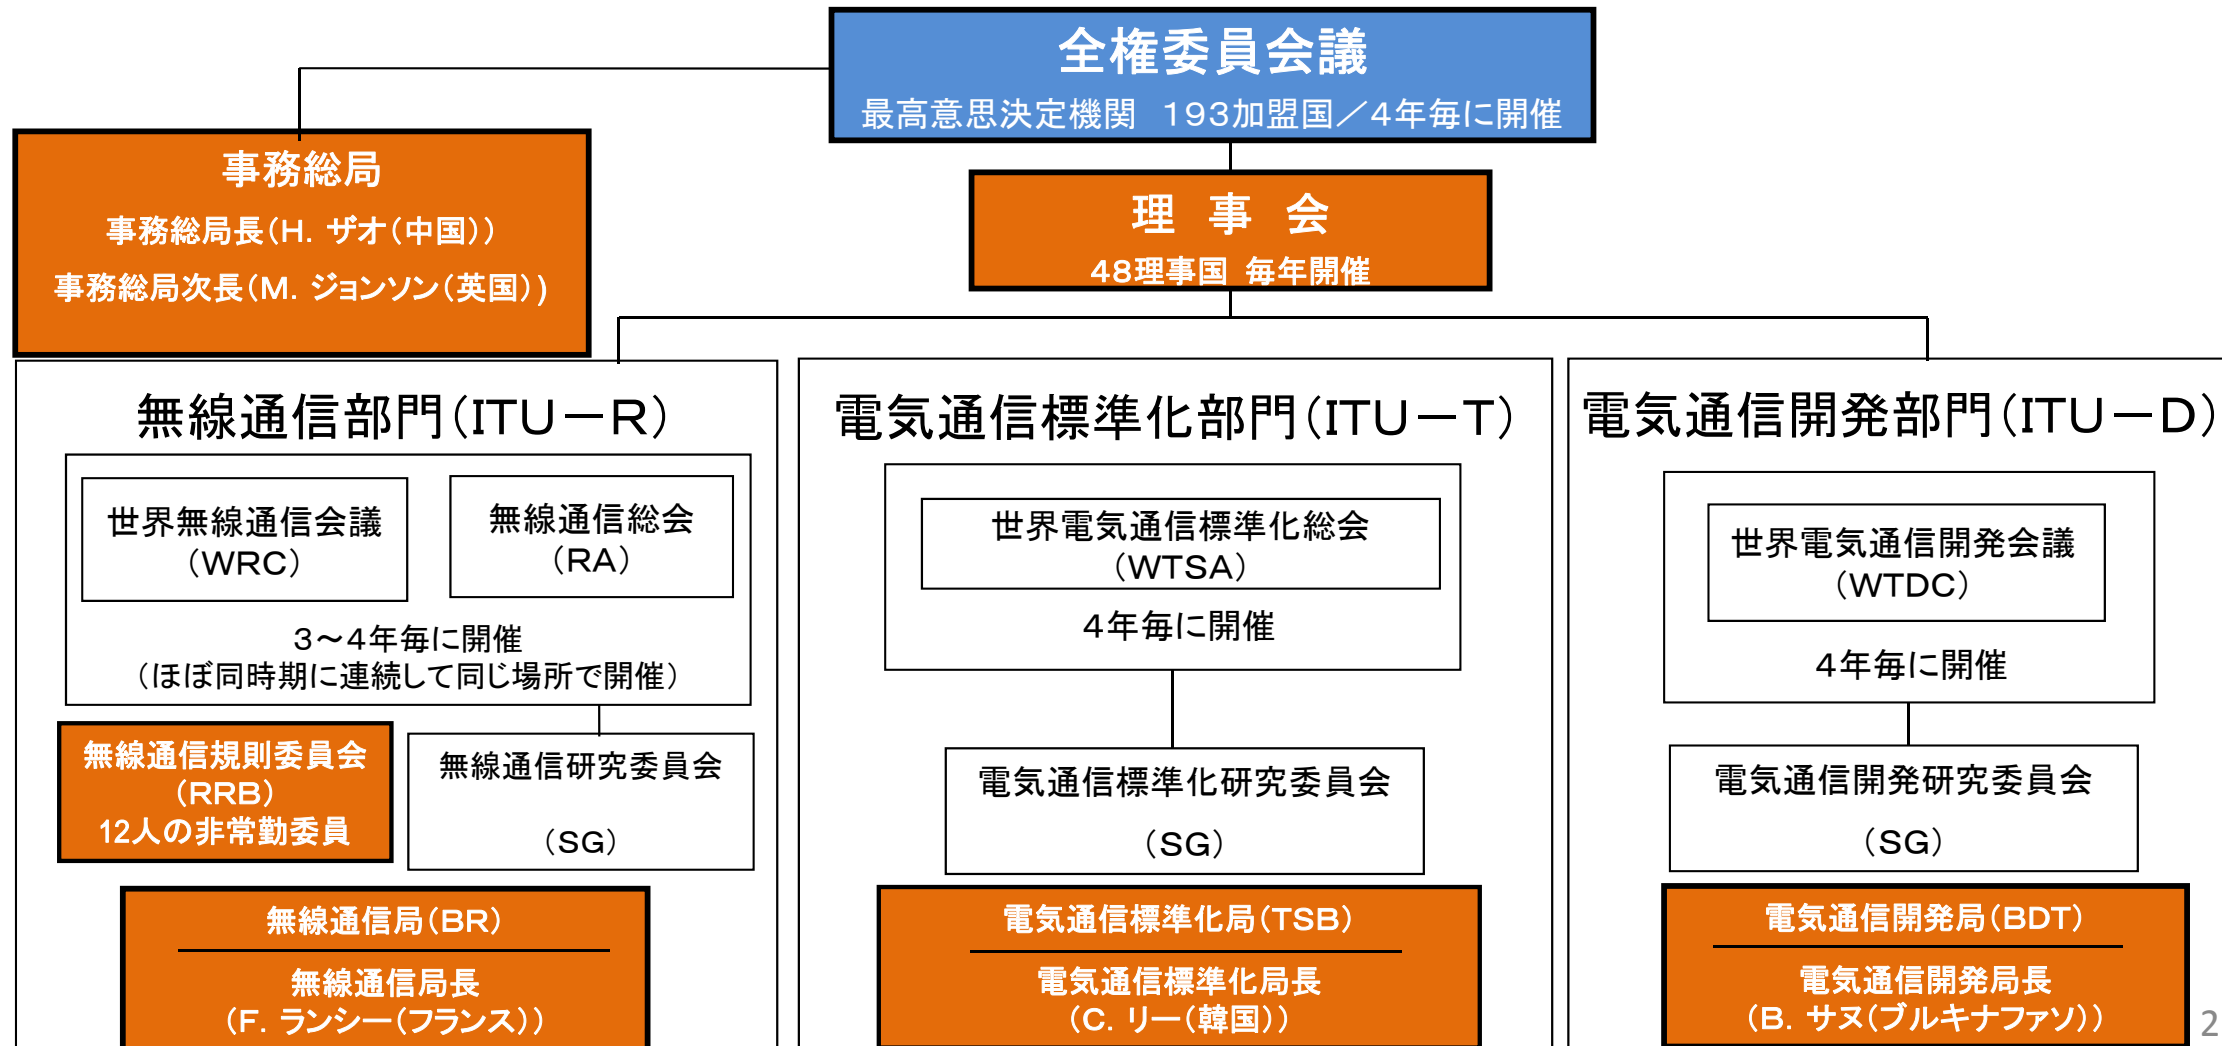 全権委員会議
最高意思決定機関　１９３加盟国／４年毎に開催
事務総局
事務総局長（Ｈ．ザオ（中国））
事務総局次長（Ｍ．ジョンソン（英国））
理　事　会
４８理事国　毎年開催
無線通信部門（ＩＴＵ－Ｒ）
世界無線通信会議
（ＷＲＣ）
無線通信総会
（ＲＡ）
３～４年毎に開催
（ほぼ同時期に連続して同じ場所で開催）
無線通信規則委員会
（ＲＲＢ）
12人の非常勤委員
無線通信研究委員会
（ＳＧ）
無線通信局（ＢＲ）
無線通信局長
（Ｆ．ランシー（フランス））
電気通信標準化部門（ＩＴＵ－Ｔ）
世界電気通信標準化総会
（ＷＴＳＡ）
４年毎に開催
電気通信標準化研究委員会
（ＳＧ）
電気通信標準化局（ＴＳＢ）
電気通信標準化局長
（Ｃ．リー（韓国））
電気通信開発部門（ＩＴＵ－Ｄ）
世界電気通信開発会議
（ＷＴＤＣ）
４年毎に開催
電気通信開発研究委員会
（ＳＧ）
電気通信開発局（ＢＤＴ）
電気通信開発局長
（Ｂ．サヌ（ブルキナファソ））
2